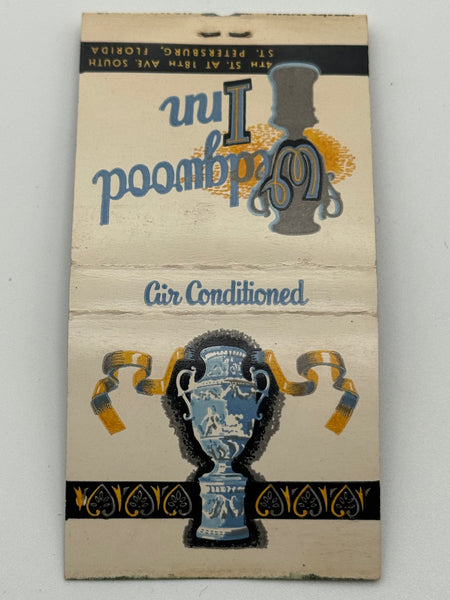 Wedgwood
Inn
4TH ST. AT 18TH AVE. SOUTH
ST. PETERSBURG, FLORIDA
Air Conditioned